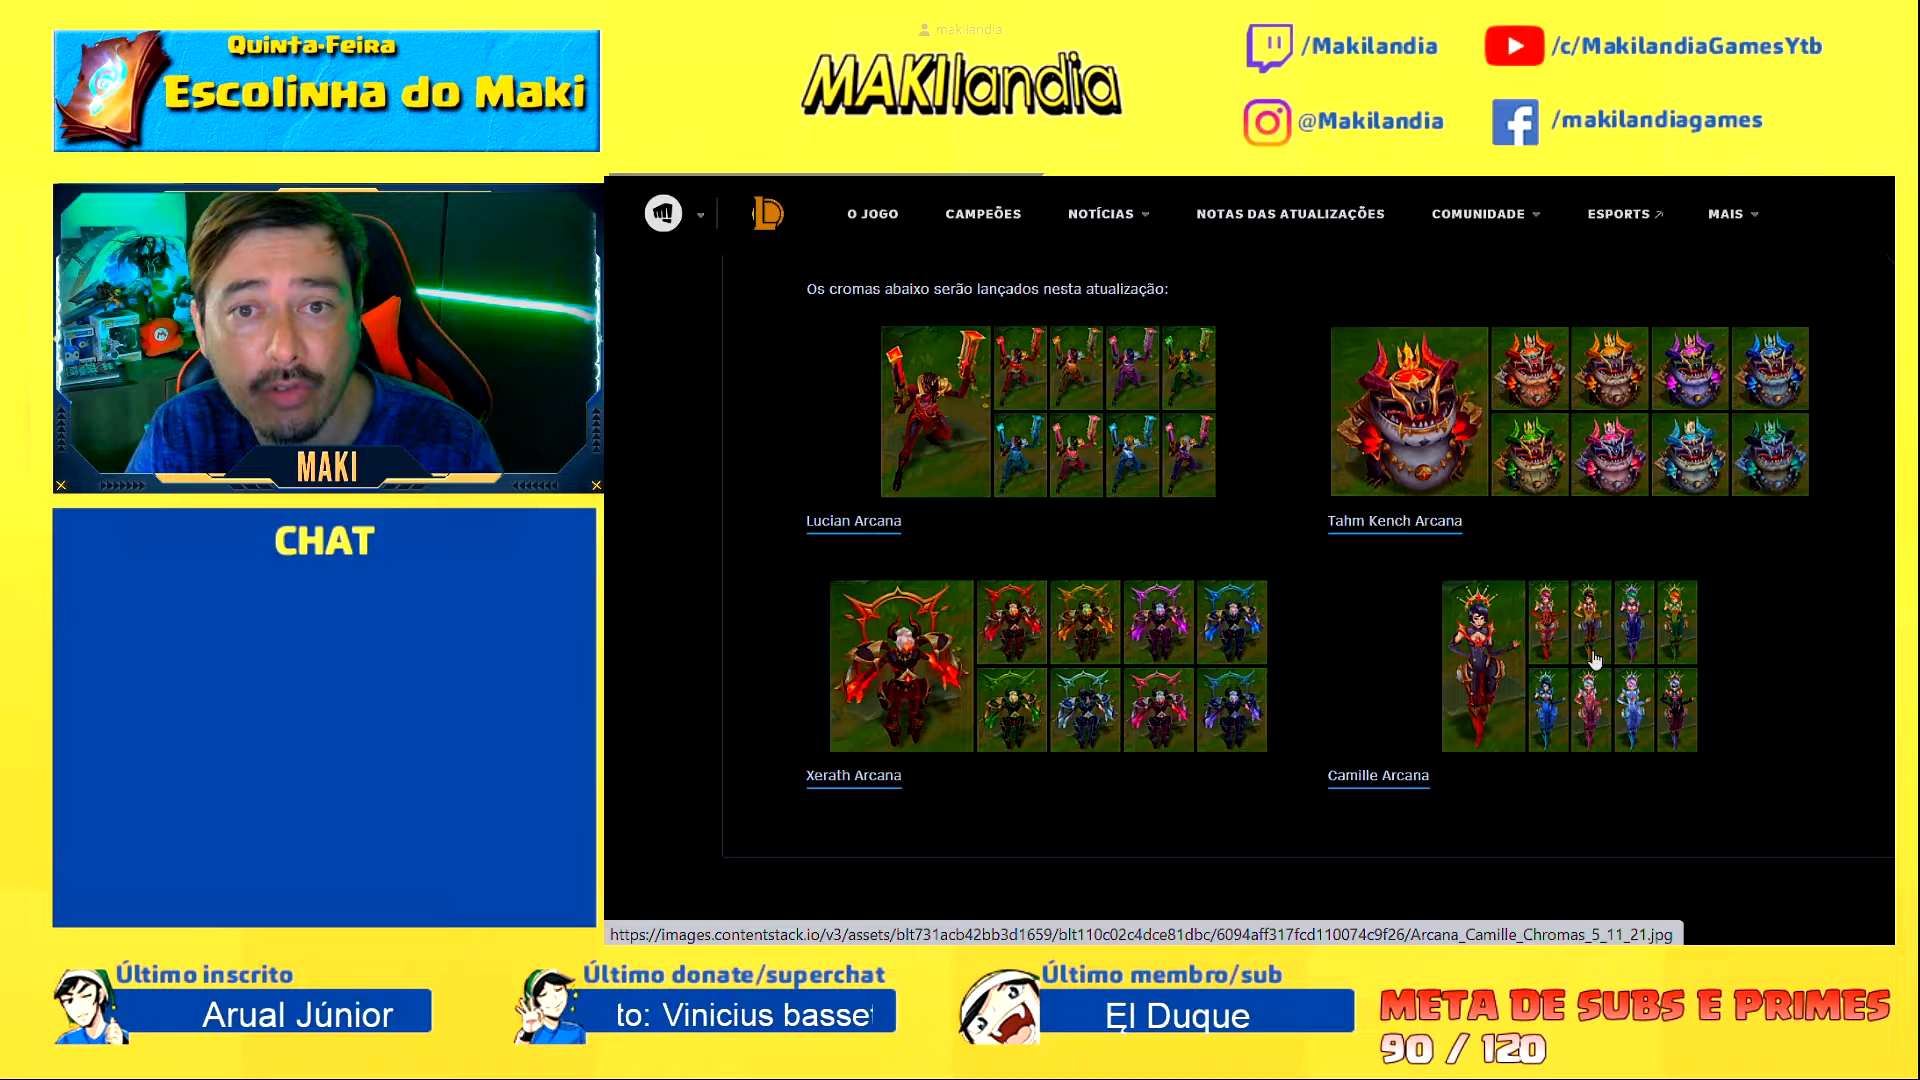 Quinta-Feira
Escolinha do Maki
makilandia
MAKIlandia
/Makilandia
/c/MakilandiaGamesYtb
@Makilandia
/makilandiagames
O JOGO
CAMPEÕES
NOTÍCIAS
NOTAS DAS ATUALIZAÇÕES
COMUNIDADE
ESPORTS
MAIS
Os cromas abaixo serão lançados nesta atualização:
MAKI
Lucian Arcana
Tahm Kench Arcana
CHAT
Xerath Arcana
Camille Arcana
https://images.contentstack.io/v3/assets/blt731acb42bb3d1659/blt110c02c4dce81dbc/6094aff317fcd110074c9f26/Arcana_Camille_Chromas_5_11_21.jpg
Último inscrito
Arual Júnior
Último donate/superchat
to: Vinicius basset
Último membro/sub
El Duque
META DE SUBS E PRIMES
90 / 120